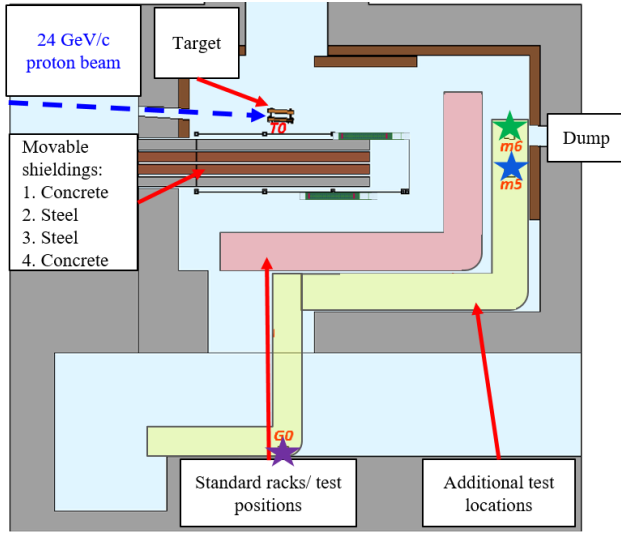 24 GeV/c
proton beam
Target
T0
m6
Dump
m5
Movable
shieldings:
1. Concrete
2. Steel
3. Steel
4. Concrete
G0
Standard racks/ test
positions
Additional test
locations